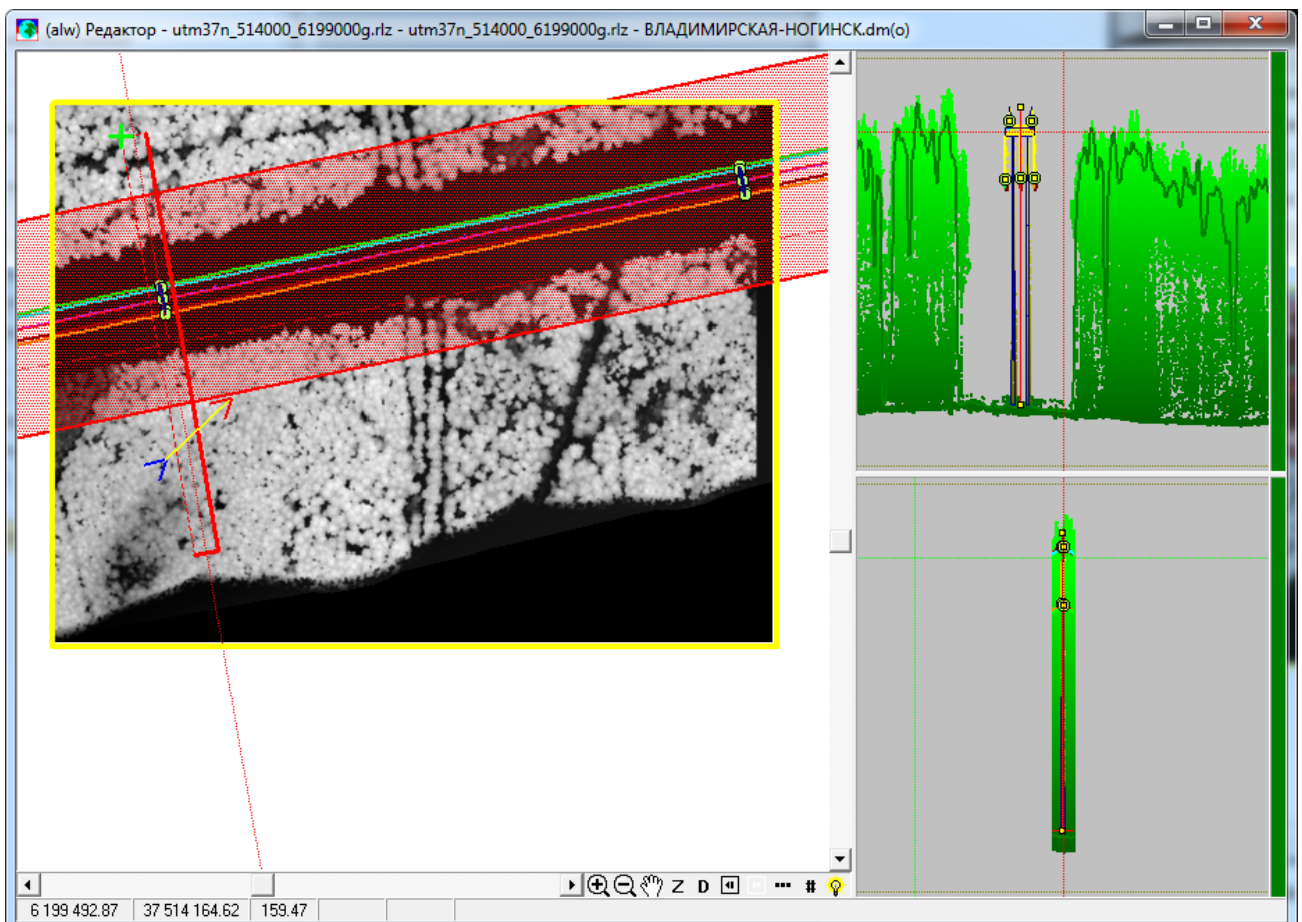 (alw) Редактор - utm37n_514000_6199000g.rlz - utm37n_514000_6199000g.rlz - ВЛАДИМИРСКАЯ-НОГИНСК.dm(o)
Z D #
6 199 492.87 37 514 164.62 159.47